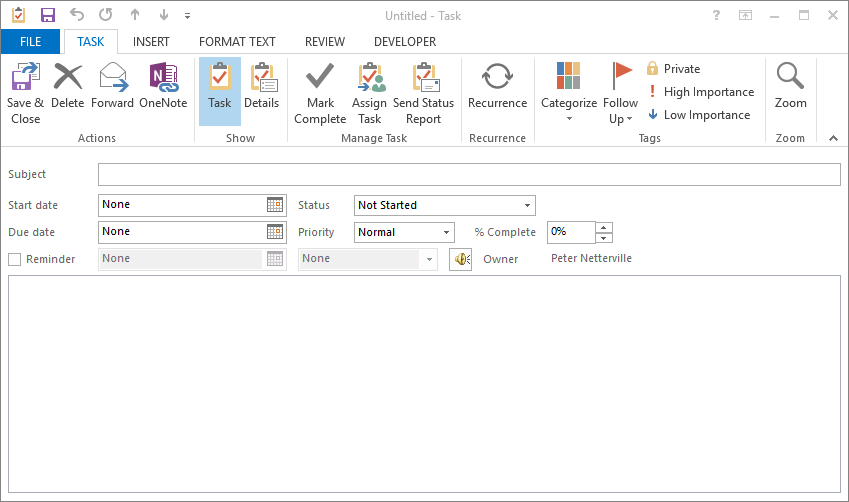 Untitled - Task
?
FILE TASK INSERT FORMAT TEXT REVIEW DEVELOPER
Save & Close
Delete
Forward
OneNote
Actions
Task
Details
Show
Mark Complete
Assign Task
Send Status Report
Manage Task
Recurrence
Recurrence
Categorize
Follow Up
Private
! High Importance
Low Importance
Tags
Zoom
Zoom
Subject
Start date None Status Not Started
Due date None Priority Normal % Complete 0%
Reminder None None Owner Peter Netterville